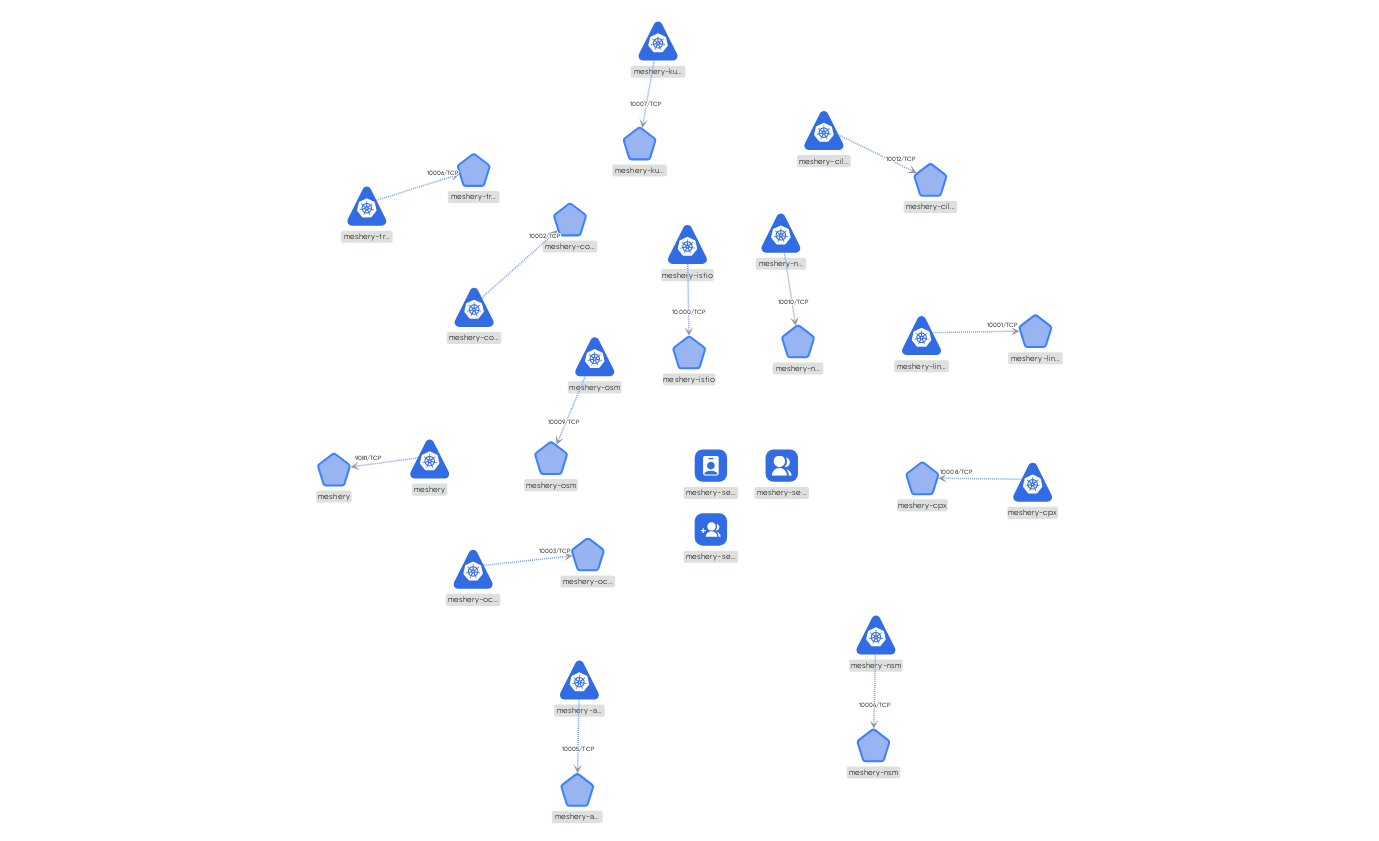 meshery-ku...
10007/TCP
meshery-ku...
meshery-cil...
10012/TCP
meshery-cil...
10006/TCP
meshery-tr...
meshery-tr...
10002/TCP
meshery-co...
meshery-co...
meshery-istio
10000/TCP
meshery-istio
meshery-n...
10010/TCP
meshery-n...
10001/TCP
meshery-lin...
meshery-lin...
meshery-osm
10009/TCP
meshery-osm
9081/TCP
meshery
meshery
meshery-se...
meshery-se...
meshery-se...
10008/TCP
meshery-cpx
meshery-cpx
10003/TCP
meshery-oc...
meshery-oc...
meshery-nsm
10004/TCP
meshery-nsm
meshery-a...
10005/TCP
meshery-a...